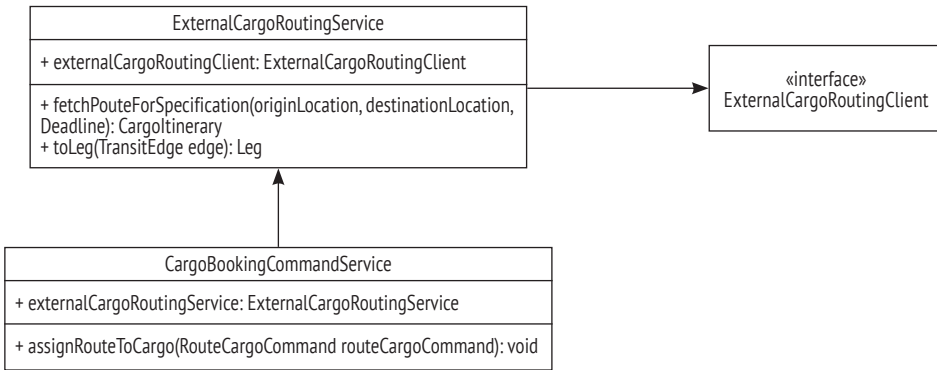 ExternalCargoRoutingService
+ externalCargoRoutingClient: ExternalCargoRoutingClient
+ fetchPouteForSpecification(originLocation, destinationLocation,
Deadline): CargoItinerary
+ toLeg(TransitEdge edge): Leg
«interface»
ExternalCargoRoutingClient
CargoBookingCommandService
+ externalCargoRoutingService: ExternalCargoRoutingService
+ assignRouteToCargo(RouteCargoCommand routeCargoCommand): void